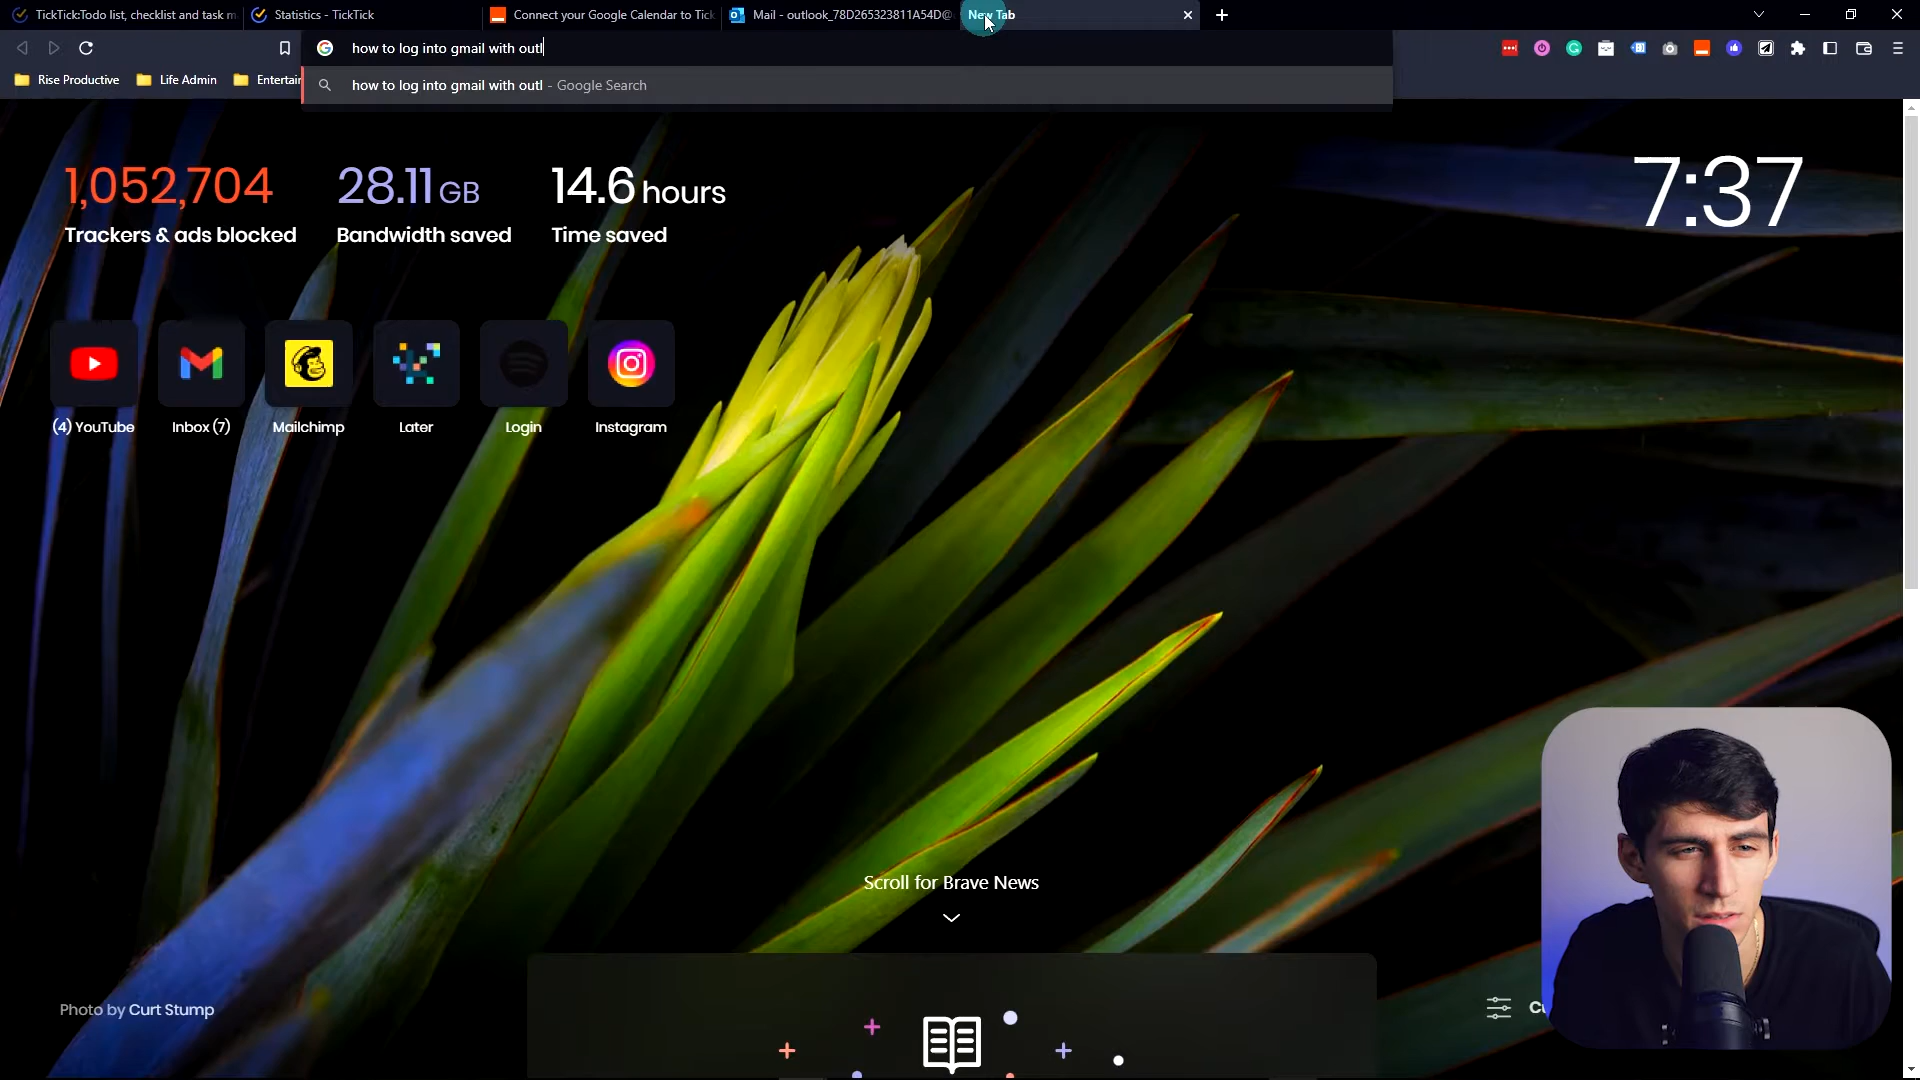 TickTick:Todo list, checklist and task m
Statistics - TickTick
Connect your Google Calendar to Tick
Mail - outlook_78D265323811A54D@
New Tab
how to log into gmail with outl
Rise Productive
Life Admin
Entertain
how to log into gmail with outl - Google Search
1,052,704
Trackers & ads blocked
28.11 GB
Bandwidth saved
14.6 hours
Time saved
7:37
(4) YouTube
Inbox (7)
Mailchimp
Later
Login
Instagram
Scroll for Brave News
Photo by Curt Stump